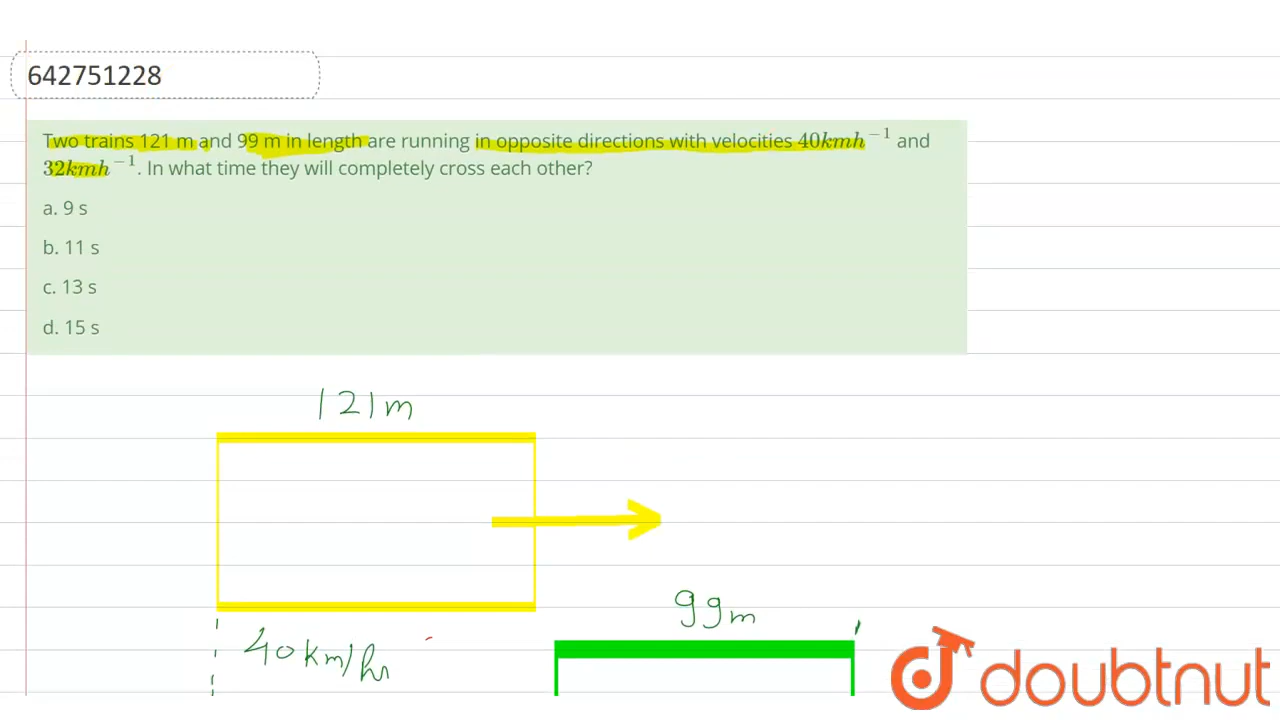 642751228
Two trains 121 m and 99 m in length are running in opposite directions with velocities 40kmh⁻¹ and
32kmh⁻¹. In what time they will completely cross each other?
a. 9 s
b. 11 s
c. 13 s
d. 15 s
121m
99m
40km/hr
doubtnut